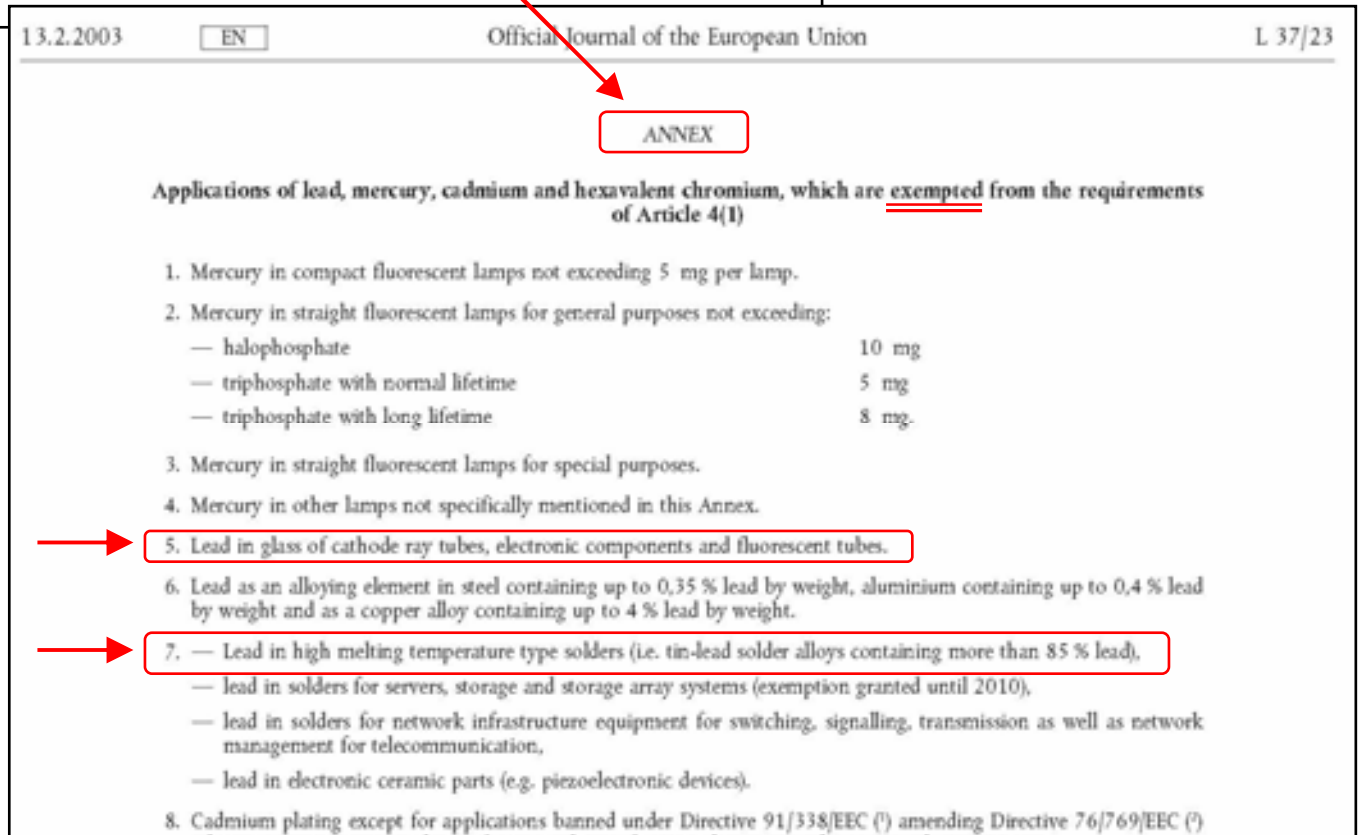 13.2.2003 EN Official Journal of the European Union L 37/23
ANNEX
Applications of lead, mercury, cadmium and hexavalent chromium, which are exempted from the requirements
of Article 4(1)
1. Mercury in compact fluorescent lamps not exceeding 5 mg per lamp.
2. Mercury in straight fluorescent lamps for general purposes not exceeding:
— halophosphate 10 mg
— triphosphate with normal lifetime 5 mg
— triphosphate with long lifetime 8 mg.
3. Mercury in straight fluorescent lamps for special purposes.
4. Mercury in other lamps not specifically mentioned in this Annex.
5. Lead in glass of cathode ray tubes, electronic components and fluorescent tubes.
6. Lead as an alloying element in steel containing up to 0,35 % lead by weight, aluminium containing up to 0,4 % lead
by weight and as a copper alloy containing up to 4 % lead by weight.
7. — Lead in high melting temperature type solders (i.e. tin-lead solder alloys containing more than 85 % lead),
— lead in solders for servers, storage and storage array systems (exemption granted until 2010),
— lead in solders for network infrastructure equipment for switching, signalling, transmission as well as network
management for telecommunication,
— lead in electronic ceramic parts (e.g. piezoelectronic devices).
8. Cadmium plating except for applications banned under Directive 91/338/EEC (¹) amending Directive 76/769/EEC (²)